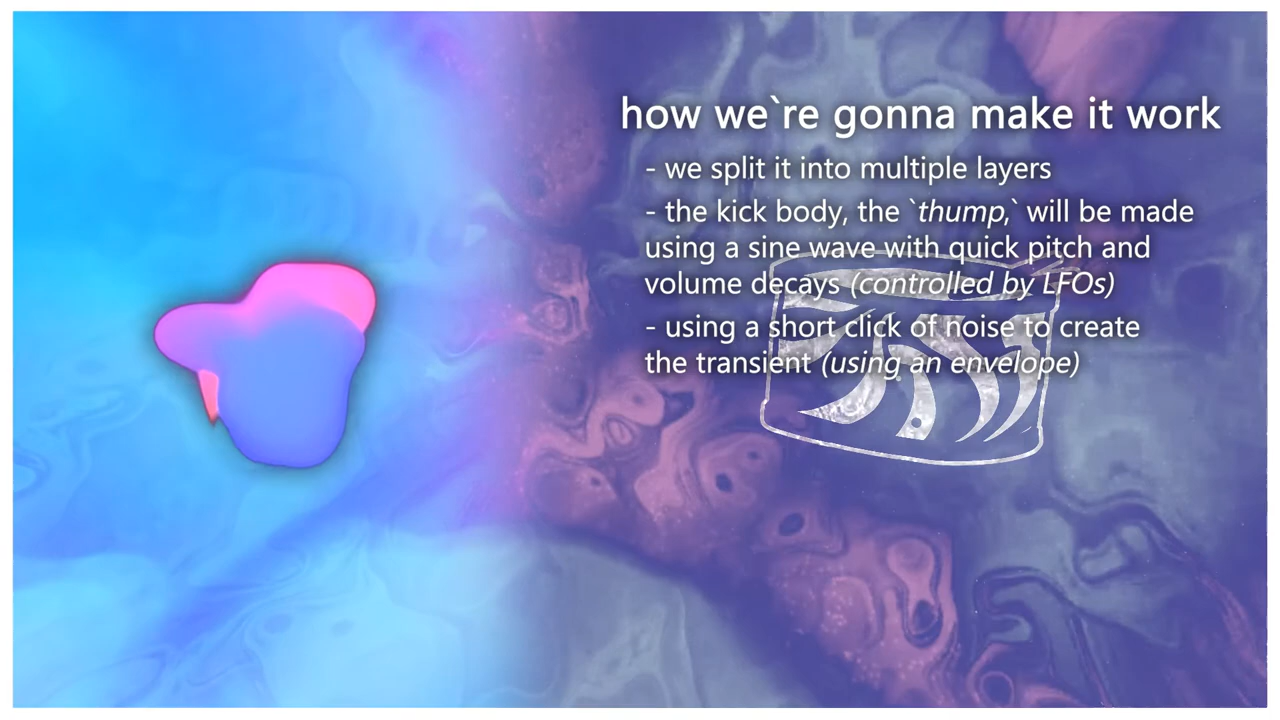 how we`re gonna make it work
- we split it into multiple layers
- the kick body, the `thump,` will be made
using a sine wave with quick pitch and
volume decays (controlled by LFOs)
- using a short click of noise to create
the transient (using an envelope)